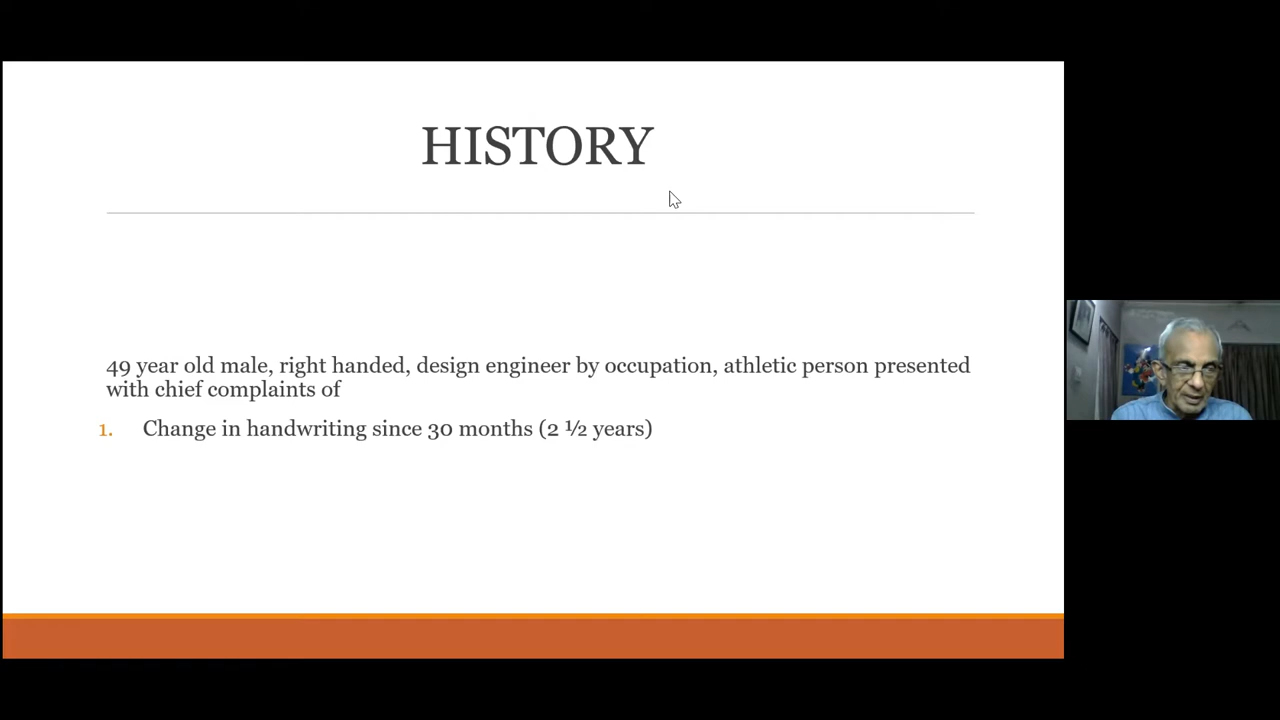 HISTORY
49 year old male, right handed, design engineer by occupation, athletic person presented
with chief complaints of
1. Change in handwriting since 30 months (2 ½ years)